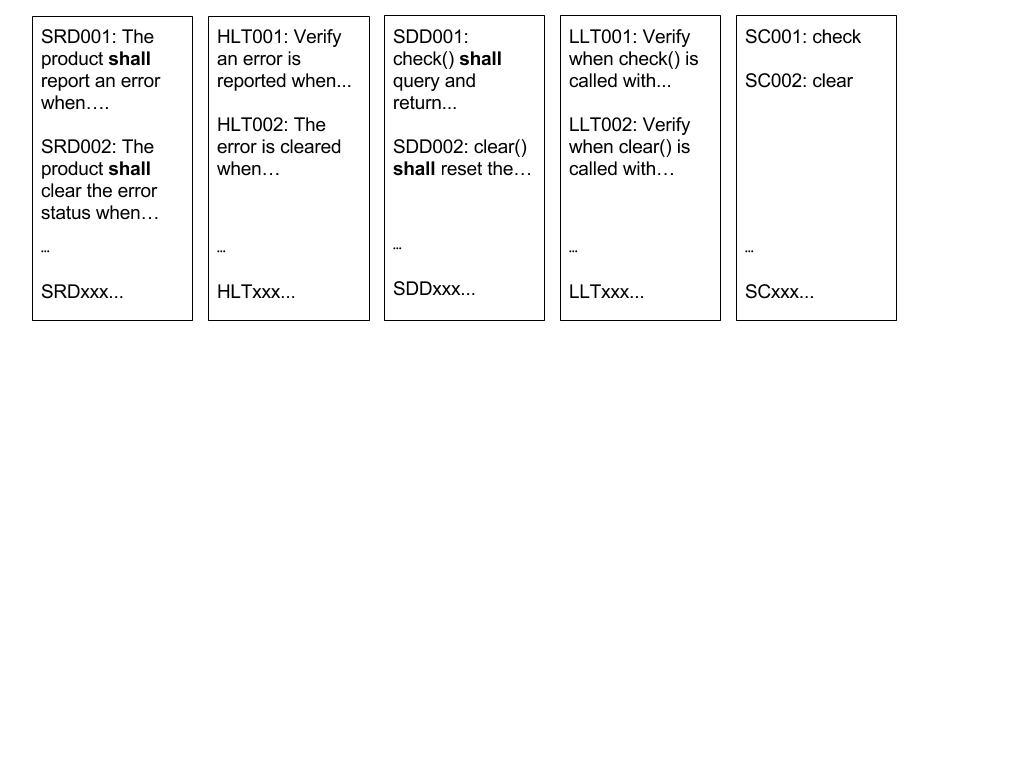 SRD001: The
product shall
report an error
when….
SRD002: The
product shall
clear the error
status when…
…
SRDxxx...
HLT001: Verify
an error is
reported when...
HLT002: The
error is cleared
when…
…
HLTxxx...
SDD001:
check() shall
query and
return...
SDD002: clear()
shall reset the…
…
SDDxxx...
LLT001: Verify
when check() is
called with...
LLT002: Verify
when clear() is
called with…
…
LLTxxx...
SC001: check
SC002: clear
…
SCxxx...